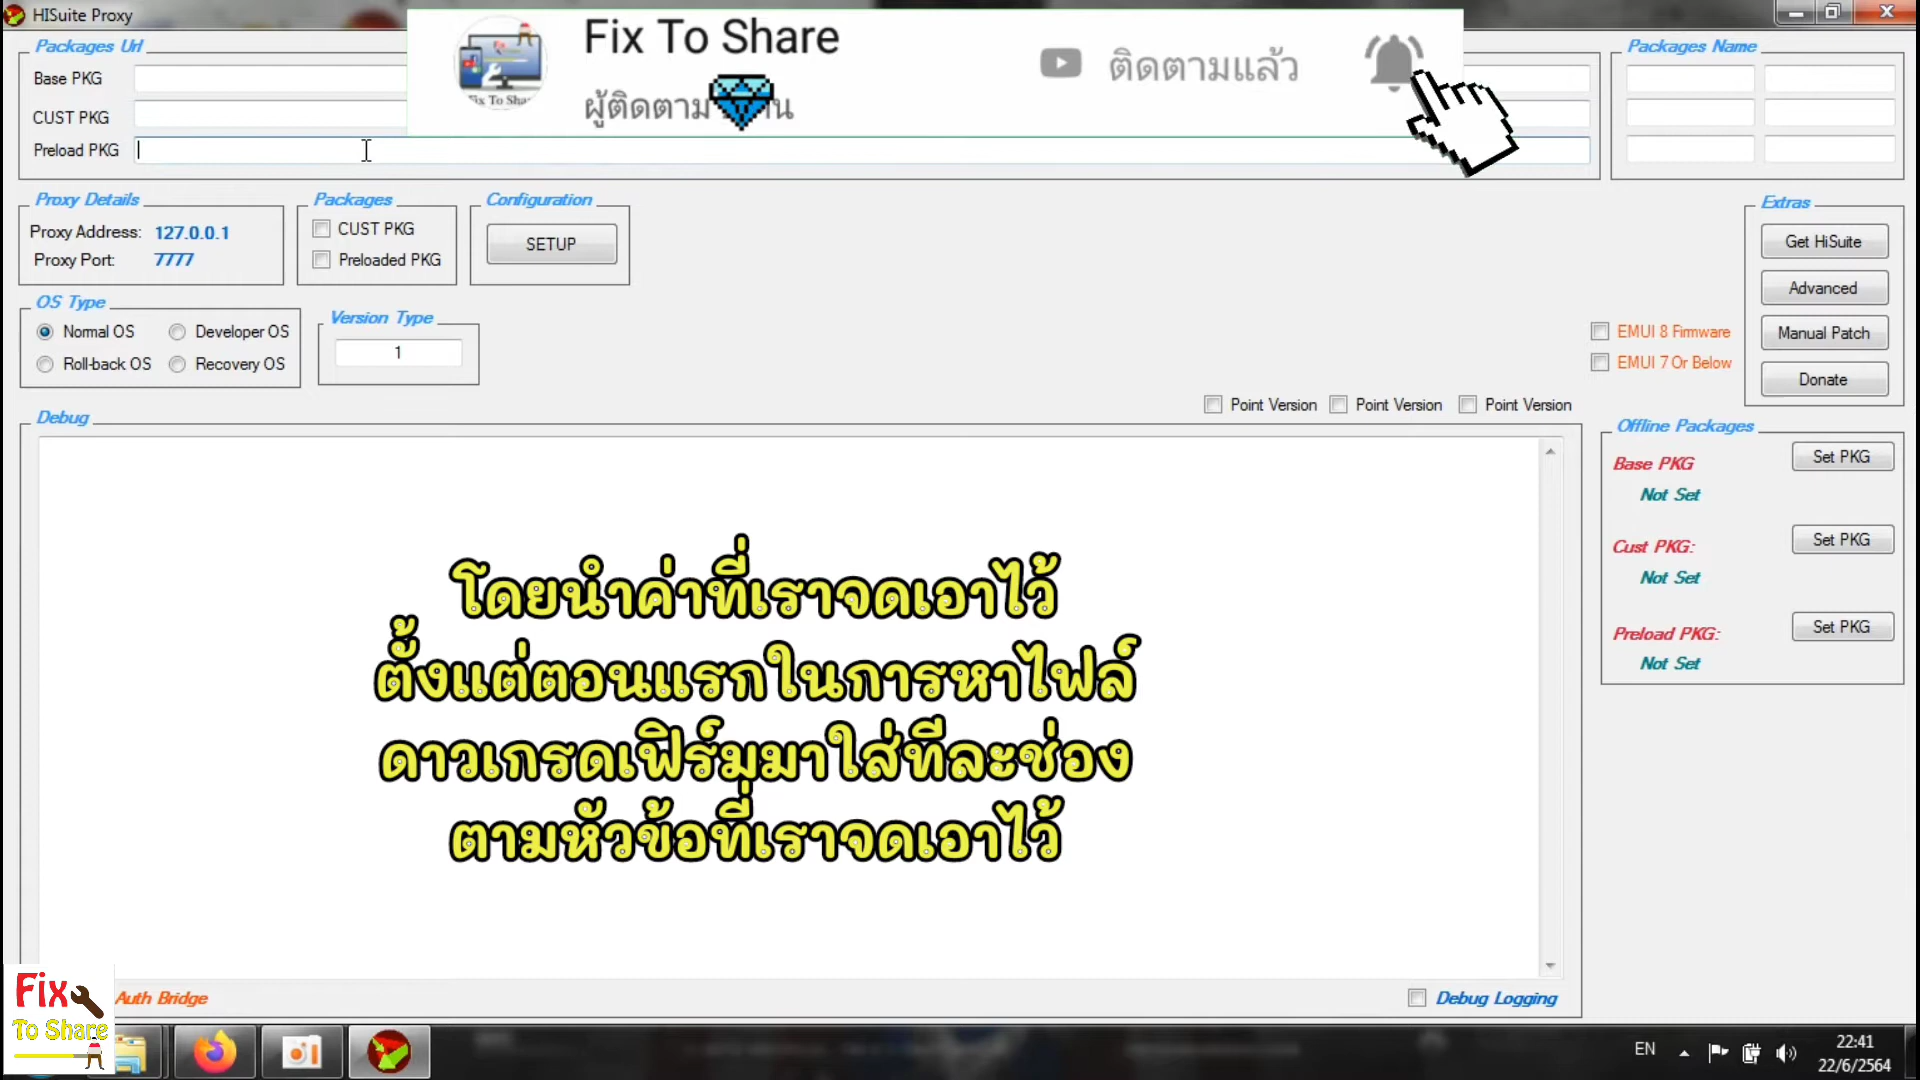 HISuite Proxy
Fix To Share
ติดตามแล้ว
ผู้ติดตาม
Fix To Share
Packages Url
Base PKG
CUST PKG
Preload PKG
Packages Name
Proxy Details
Proxy Address: 127.0.0.1
Proxy Port: 7777
Packages
CUST PKG
Preloaded PKG
Configuration
SETUP
OS Type
Normal OS
Developer OS
Roll-back OS
Recovery OS
Version Type
1
EMUI 8 Firmware
EMUI 7 Or Below
Extras
Get HiSuite
Advanced
Manual Patch
Donate
Point Version
Point Version
Point Version
Debug
โดยนำค่าที่เราจดเอาไว้
ตั้งแต่ตอนแรกในการหาไฟล์
ดาวเกรดเฟิร์มมาใส่ทีละช่อง
ตามหัวข้อที่เราจดเอาไว้
Offline Packages
Base PKG
Set PKG
Not Set
Cust PKG:
Set PKG
Not Set
Preload PKG:
Set PKG
Not Set
Auth Bridge
Debug Logging
Fix
To Share
EN
22:41
22/6/2564